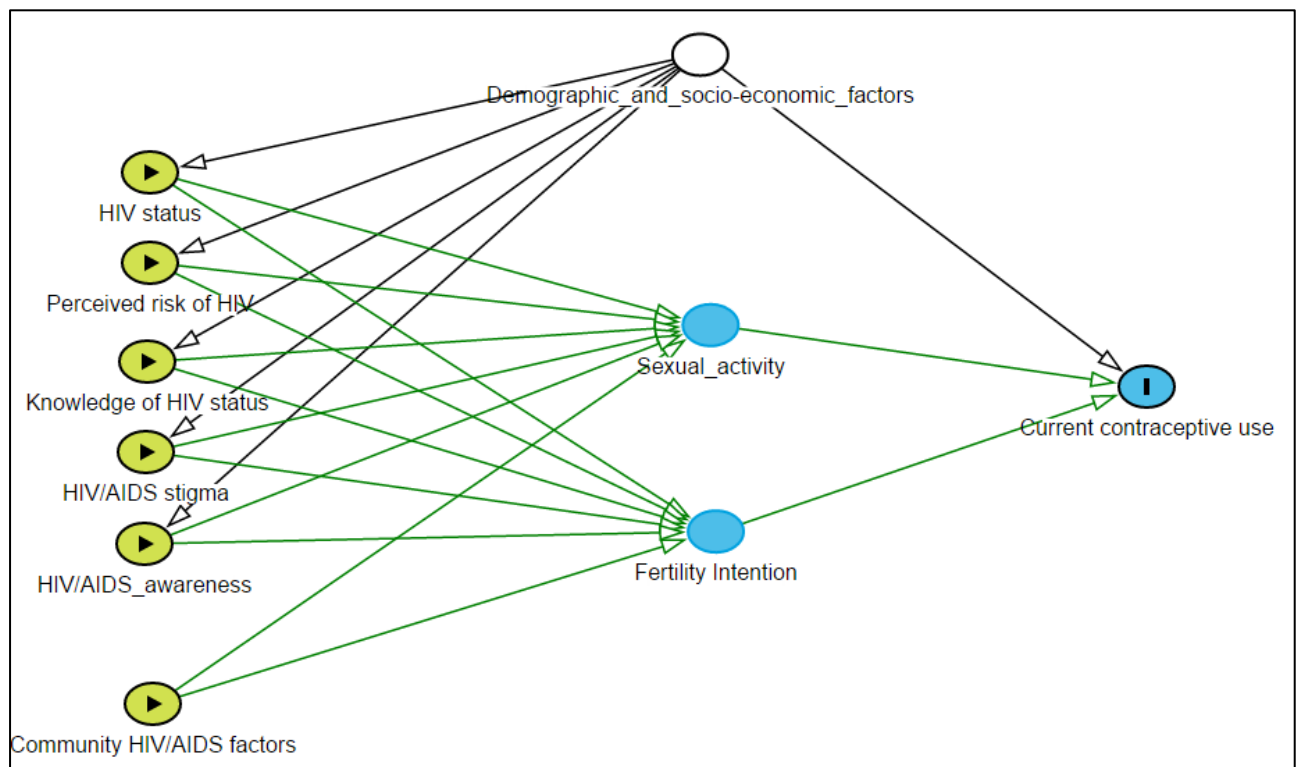 Demographic_and_socio-economic_factors
HIV status
Perceived risk of HIV
Sexual_activity
Knowledge of HIV status
Current contraceptive use
HIV/AIDS stigma
Fertility Intention
HIV/AIDS_awareness
Community HIV/AIDS factors